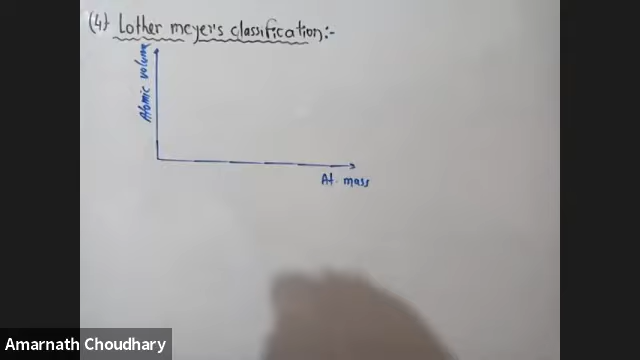 (4) Lother meyer's classification:-
Atomic volume
At. mass
Amarnath Choudhary